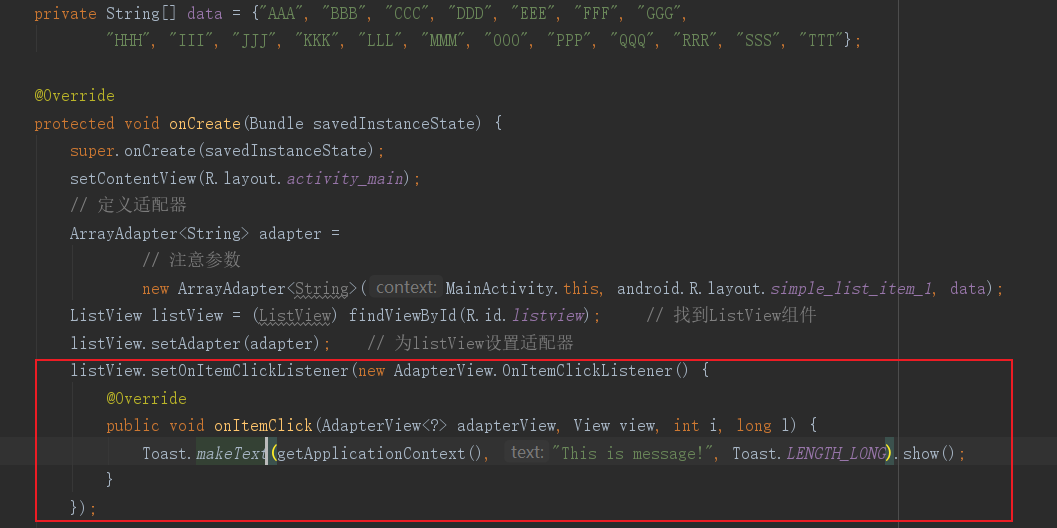 private String[] data = {"AAA", "BBB", "CCC", "DDD", "EEE", "FFF", "GGG",
"HHH", "III", "JJJ", "KKK", "LLL", "MMM", "OOO", "PPP", "QQQ", "RRR", "SSS", "TTT"};
@Override
protected void onCreate(Bundle savedInstanceState) {
super.onCreate(savedInstanceState);
setContentView(R.layout.activity_main);
// 定义适配器
ArrayAdapter<String> adapter =
// 注意参数
new ArrayAdapter<String>( context: MainActivity.this, android.R.layout.simple_list_item_1, data);
ListView listView = (ListView) findViewById(R.id.listview); // 找到ListView组件
listView.setAdapter(adapter); // 为listView设置适配器
listView.setOnItemClickListener(new AdapterView.OnItemClickListener() {
@Override
public void onItemClick(AdapterView<?> adapterView, View view, int i, long l) {
Toast.makeText(getApplicationContext(), text: "This is message!", Toast.LENGTH_LONG).show();
}
});